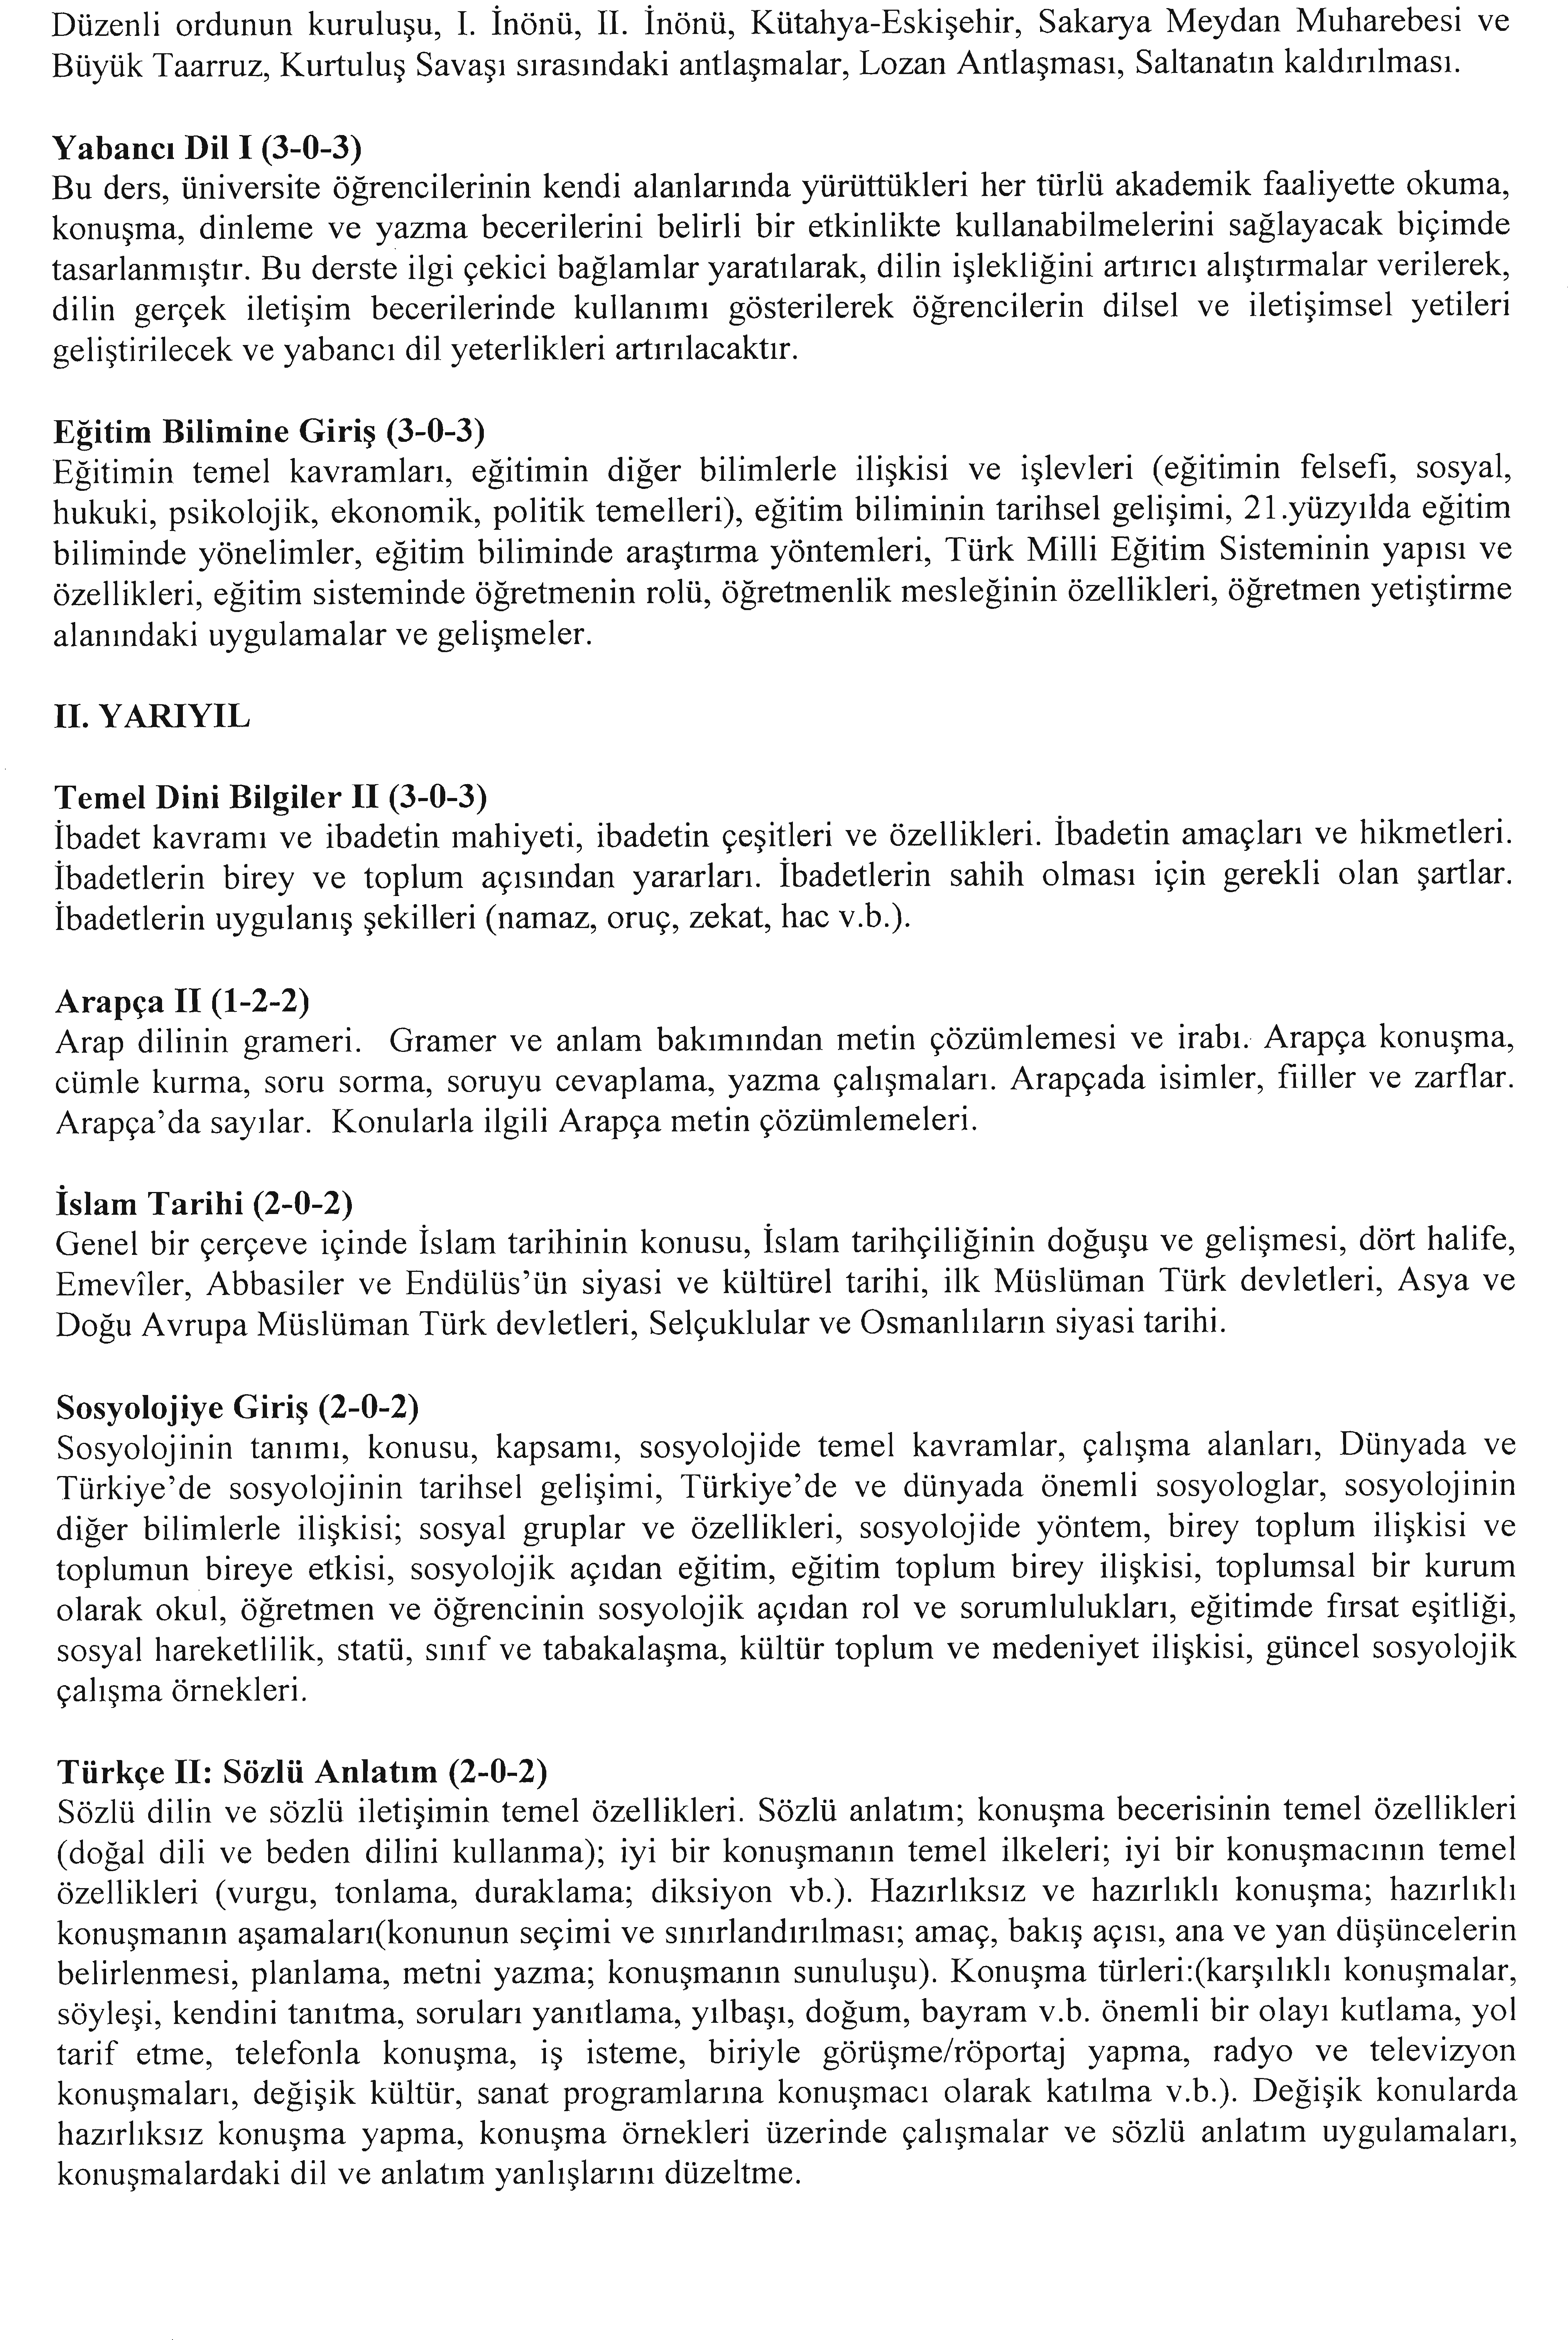 Düzenli ordunun kuruluşu, I. İnönü, II. İnönü, Kütahya-Eskişehir, Sakarya Meydan Muharebesi ve
Büyük Taarruz, Kurtuluş Savaşı sırasındaki antlaşmalar, Lozan Antlaşması, Saltanatın kaldırılması.
Yabancı Dil I (3-0-3)
Bu ders, üniversite öğrencilerinin kendi alanlarında yürüttükleri her türlü akademik faaliyette okuma,
konuşma, dinleme ve yazma becerilerini belirli bir etkinlikte kullanabilmelerini sağlayacak biçimde
tasarlanmıştır. Bu derste ilgi çekici bağlamlar yaratılarak, dilin işlekliğini artırıcı alıştırmalar verilerek,
dilin gerçek iletişim becerilerinde kullanımı gösterilerek öğrencilerin dilsel ve iletişimsel yetileri
geliştirilecek ve yabancı dil yeterlikleri artırılacaktır.
Eğitim Bilimine Giriş (3-0-3)
Eğitimin temel kavramları, eğitimin diğer bilimlerle ilişkisi ve işlevleri (eğitimin felsefi, sosyal,
hukuki, psikolojik, ekonomik, politik temelleri), eğitim biliminin tarihsel gelişimi, 21.yüzyılda eğitim
biliminde yönelimler, eğitim biliminde araştırma yöntemleri, Türk Milli Eğitim Sisteminin yapısı ve
özellikleri, eğitim sisteminde öğretmenin rolü, öğretmenlik mesleğinin özellikleri, öğretmen yetiştirme
alanındaki uygulamalar ve gelişmeler.
II. YARIYIL
Temel Dini Bilgiler II (3-0-3)
İbadet kavramı ve ibadetin mahiyeti, ibadetin çeşitleri ve özellikleri. İbadetin amaçları ve hikmetleri.
İbadetlerin birey ve toplum açısından yararları. İbadetlerin sahih olması için gerekli olan şartlar.
İbadetlerin uygulanış şekilleri (namaz, oruç, zekat, hac v.b.).
Arapça II (1-2-2)
Arap dilinin grameri.  Gramer ve anlam bakımından metin çözümlemesi ve irabı. Arapça konuşma,
cümle kurma, soru sorma, soruyu cevaplama, yazma çalışmaları. Arapçada isimler, fiiller ve zarflar.
Arapça'da sayılar.  Konularla ilgili Arapça metin çözümlemeleri.
İslam Tarihi (2-0-2)
Genel bir çerçeve içinde İslam tarihinin konusu, İslam tarihçiliğinin doğuşu ve gelişmesi, dört halife,
Emevîler, Abbasiler ve Endülüs'ün siyasi ve kültürel tarihi, ilk Müslüman Türk devletleri, Asya ve
Doğu Avrupa Müslüman Türk devletleri, Selçuklular ve Osmanlıların siyasi tarihi.
Sosyolojiye Giriş (2-0-2)
Sosyolojinin tanımı, konusu, kapsamı, sosyolojide temel kavramlar, çalışma alanları, Dünyada ve
Türkiye'de sosyolojinin tarihsel gelişimi, Türkiye'de ve dünyada önemli sosyologlar, sosyolojinin
diğer bilimlerle ilişkisi; sosyal gruplar ve özellikleri, sosyolojide yöntem, birey toplum ilişkisi ve
toplumun bireye etkisi, sosyolojik açıdan eğitim, eğitim toplum birey ilişkisi, toplumsal bir kurum
olarak okul, öğretmen ve öğrencinin sosyolojik açıdan rol ve sorumlulukları, eğitimde fırsat eşitliği,
sosyal hareketlilik, statü, sınıf ve tabakalaşma, kültür toplum ve medeniyet ilişkisi, güncel sosyolojik
çalışma örnekleri.
Türkçe II: Sözlü Anlatım (2-0-2)
Sözlü dilin ve sözlü iletişimin temel özellikleri. Sözlü anlatım; konuşma becerisinin temel özellikleri
(doğal dili ve beden dilini kullanma); iyi bir konuşmanın temel ilkeleri; iyi bir konuşmacının temel
özellikleri (vurgu, tonlama, duraklama; diksiyon vb.). Hazırlıksız ve hazırlıklı konuşma; hazırlıklı
konuşmanın aşamaları(konunun seçimi ve sınırlandırılması; amaç, bakış açısı, ana ve yan düşüncelerin
belirlenmesi, planlama, metni yazma; konuşmanın sunuluşu). Konuşma türleri:(karşılıklı konuşmalar,
söyleşi, kendini tanıtma, soruları yanıtlama, yılbaşı, doğum, bayram v.b. önemli bir olayı kutlama, yol
tarif etme, telefonla konuşma, iş isteme, biriyle görüşme/röportaj yapma, radyo ve televizyon
konuşmaları, değişik kültür, sanat programlarına konuşmacı olarak katılma v.b.). Değişik konularda
hazırlıksız konuşma yapma, konuşma örnekleri üzerinde çalışmalar ve sözlü anlatım uygulamaları,
konuşmalardaki dil ve anlatım yanlışlarını düzeltme.